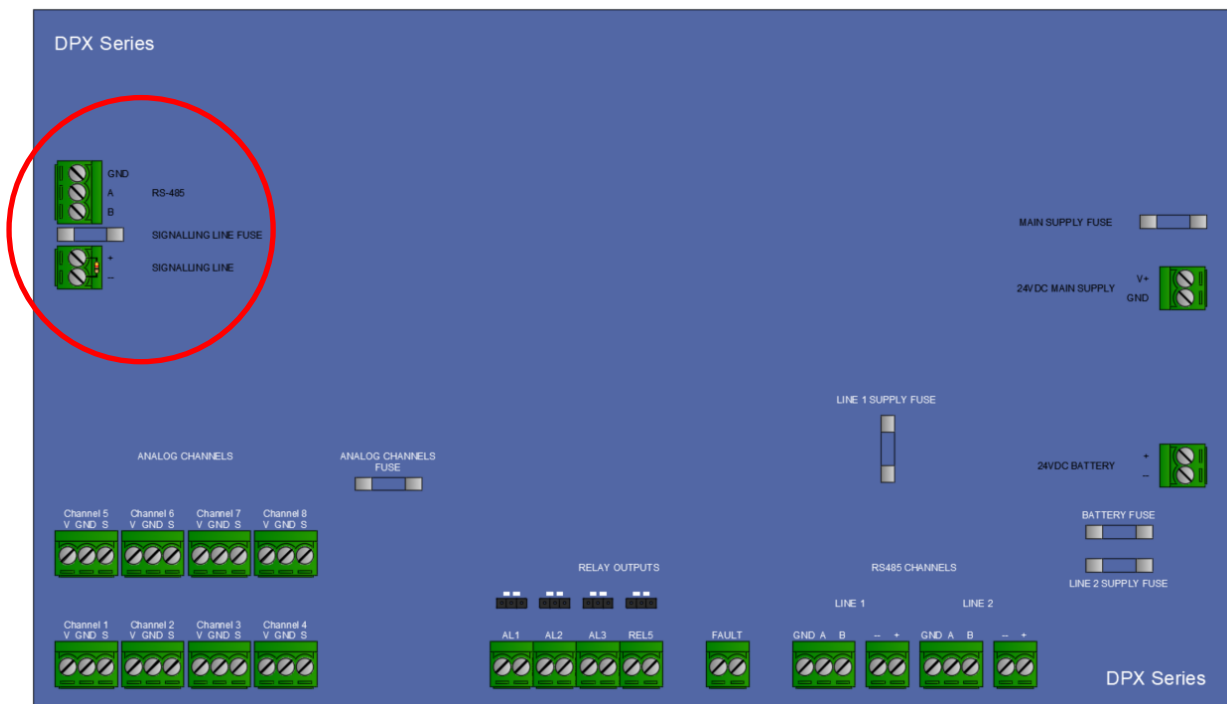 DPX Series
GND
A RS-485
B
SIGNALLING LINE FUSE
+
SIGNALLING LINE
–
MAIN SUPPLY FUSE
V+
24VDC MAIN SUPPLY
GND
LINE 1 SUPPLY FUSE
ANALOG CHANNELS
ANALOG CHANNELS
FUSE
+
24VDC BATTERY
–
Channel 5 Channel 6 Channel 7 Channel 8
V GND S V GND S V GND S V GND S
BATTERY FUSE
RELAY OUTPUTS
RS485 CHANNELS
LINE 2 SUPPLY FUSE
LINE 1 LINE 2
Channel 1 Channel 2 Channel 3 Channel 4
V GND S V GND S V GND S V GND S
AL1 AL2 AL3 REL5 FAULT GND A B – + GND A B – +
DPX Series